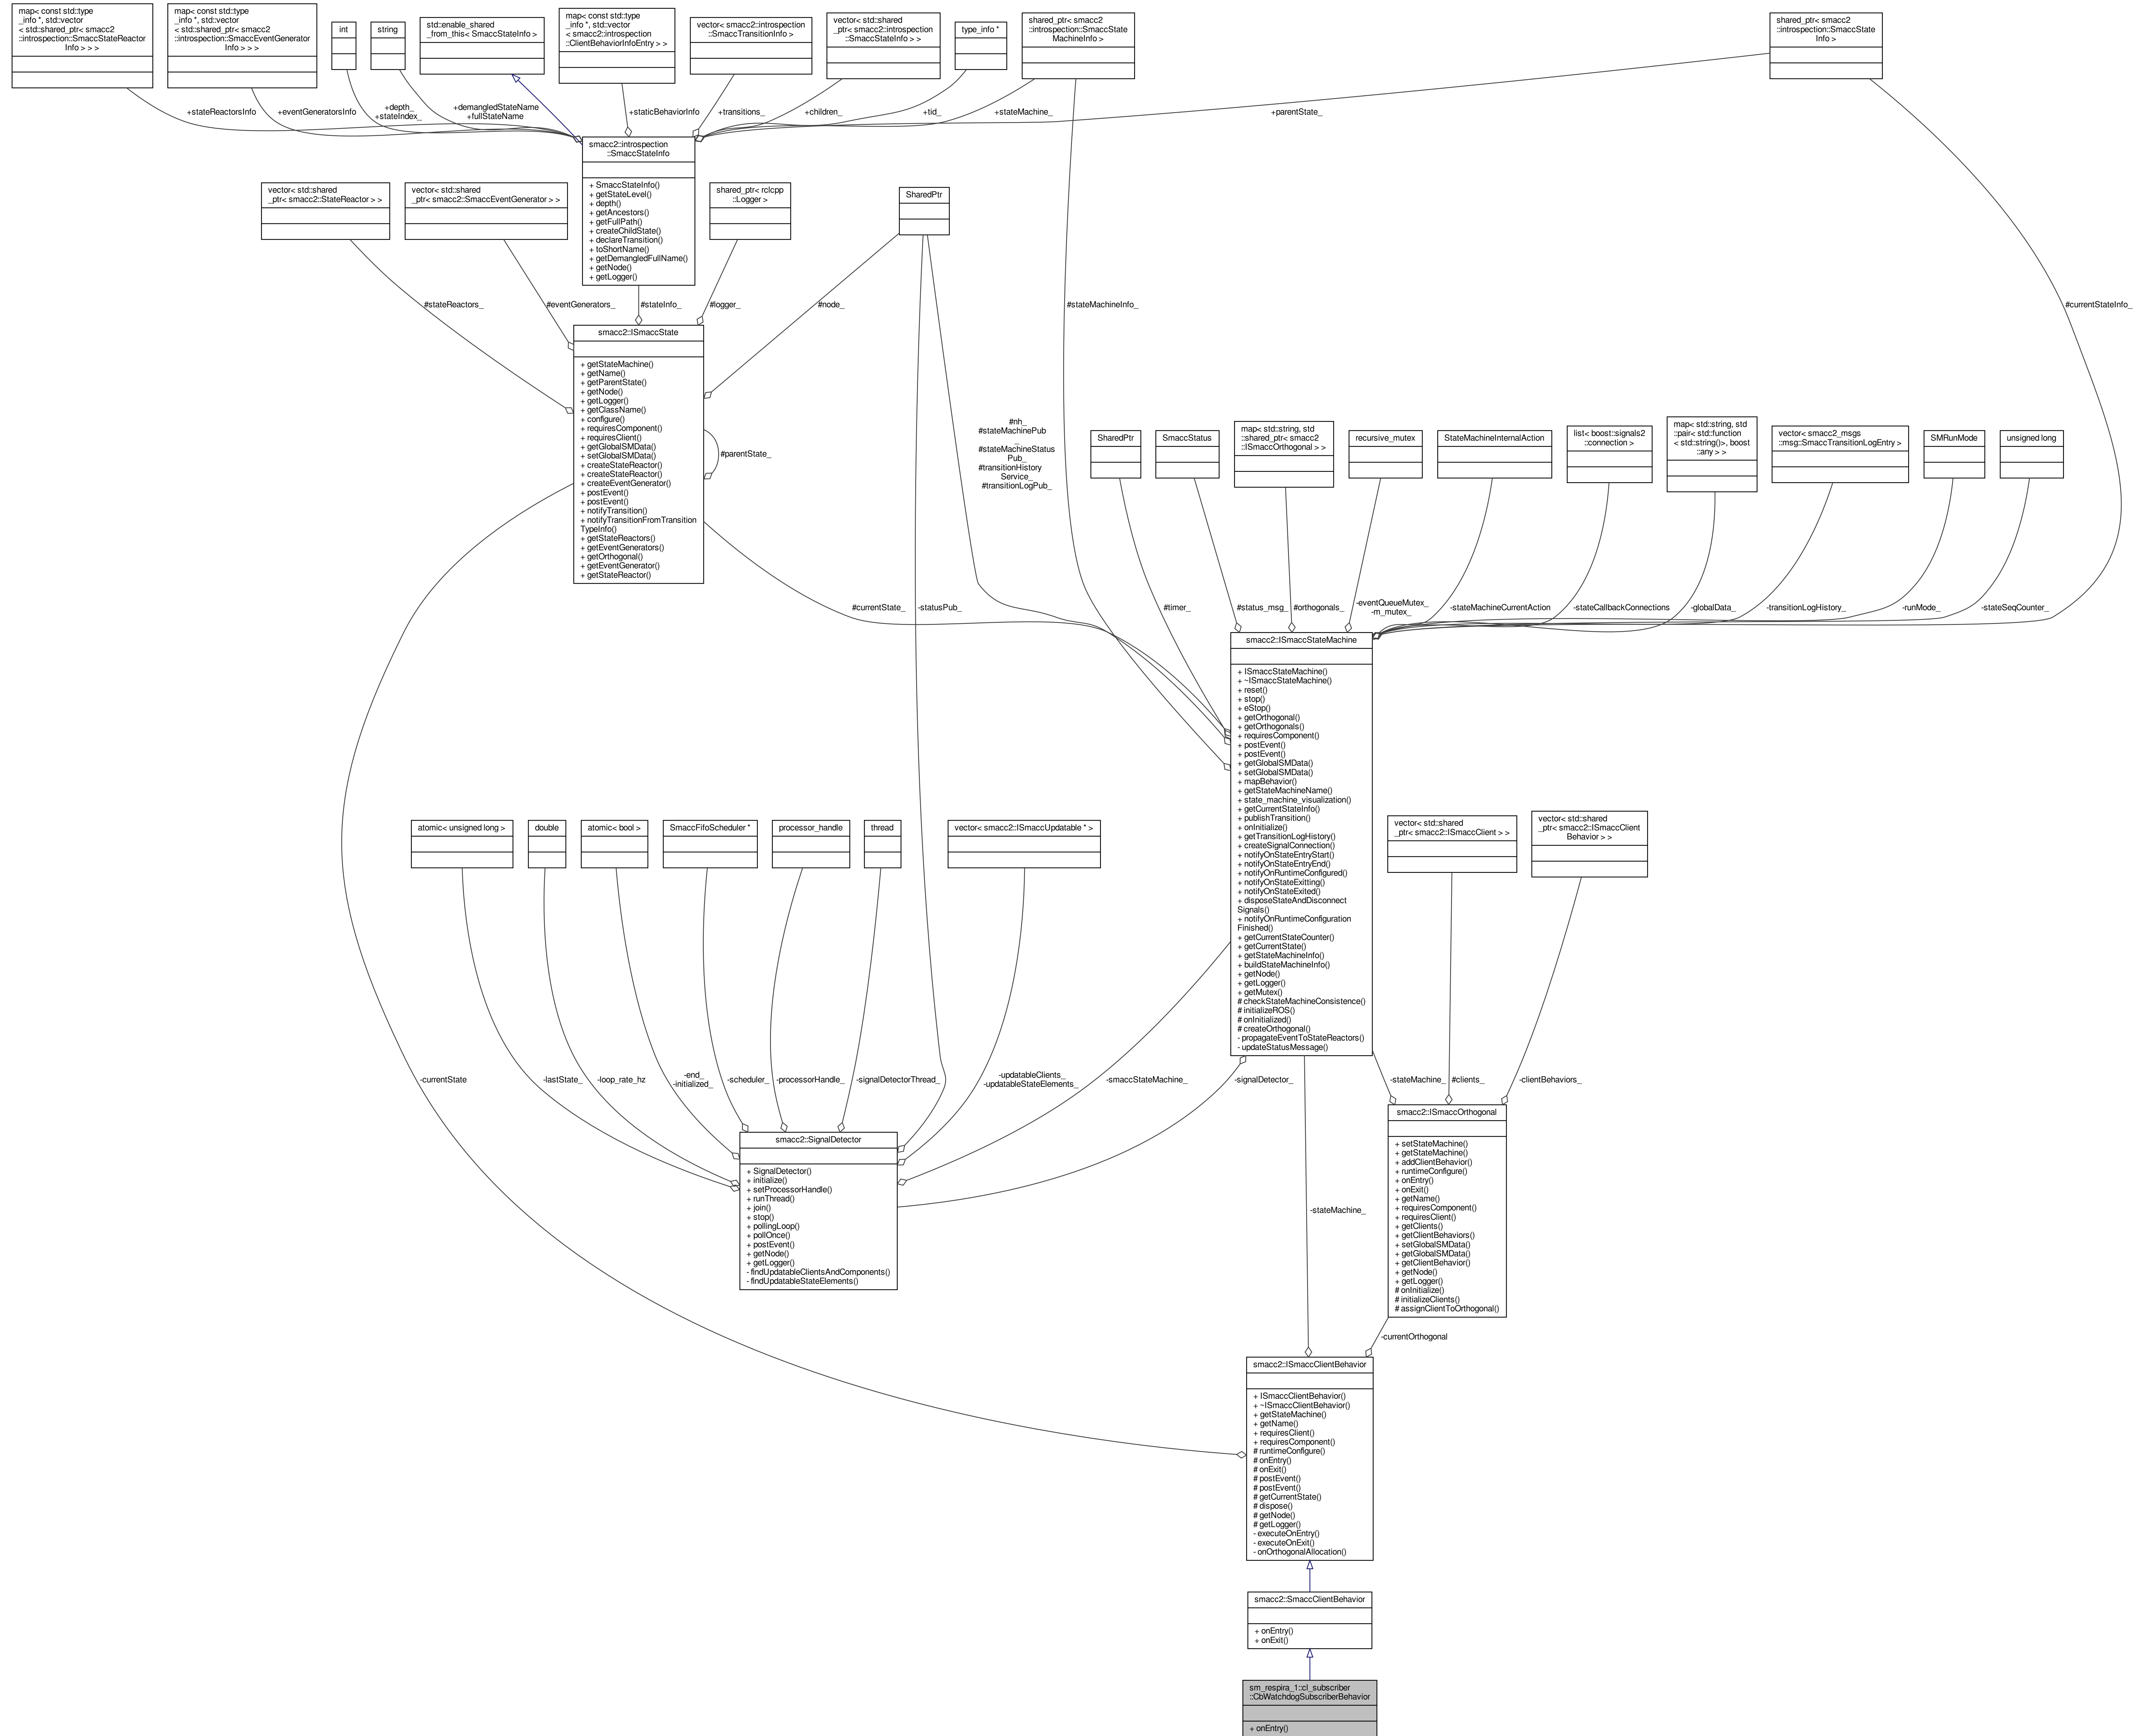 map< const std::type
_info *, std::vector
< std::shared_ptr< smacc2
::introspection::SmaccStateReactor
Info > > >
map< const std::type
_info *, std::vector
< std::shared_ptr< smacc2
::introspection::SmaccEventGenerator
Info > > >
int
string
std::enable_shared
_from_this< SmaccStateInfo >
map< const std::type
_info *, std::vector
< smacc2::introspection
::ClientBehaviorInfoEntry > >
vector< smacc2::introspection
::SmaccTransitionInfo >
vector< std::shared
_ptr< smacc2::introspection
::SmaccStateInfo > >
type_info *
shared_ptr< smacc2
::introspection::SmaccState
MachineInfo >
shared_ptr< smacc2
::introspection::SmaccState
Info >
+stateReactorsInfo
+eventGeneratorsInfo
+depth_
+stateIndex_
+demangledStateName
+fullStateName
+staticBehaviorInfo
+transitions_
+children_
+tid_
+stateMachine_
+parentState_
smacc2::introspection
::SmaccStateInfo
+ SmaccStateInfo()
+ getStateLevel()
+ depth()
+ getAncestors()
+ getFullPath()
+ createChildState()
+ declareTransition()
+ toShortName()
+ getDemangledFullName()
+ getNode()
+ getLogger()
vector< std::shared
_ptr< smacc2::StateReactor > >
vector< std::shared
_ptr< smacc2::SmaccEventGenerator > >
shared_ptr< rclcpp
::Logger >
SharedPtr
#stateReactors_
#eventGenerators_
#stateInfo_
#logger_
#node_
#stateMachineInfo_
#currentStateInfo_
smacc2::ISmaccState
+ getStateMachine()
+ getName()
+ getParentState()
+ getNode()
+ getLogger()
+ getClassName()
+ configure()
+ requiresComponent()
+ requiresClient()
+ getGlobalSMData()
+ setGlobalSMData()
+ createStateReactor()
+ createStateReactor()
+ createEventGenerator()
+ postEvent()
+ postEvent()
+ notifyTransition()
+ notifyTransitionFromTransition
TypeInfo()
+ getStateReactors()
+ getEventGenerators()
+ getOrthogonal()
+ getEventGenerator()
+ getStateReactor()
#parentState_
#nh_
#stateMachinePub
_
#stateMachineStatus
Pub_
#transitionHistory
Service_
#transitionLogPub_
SharedPtr
SmaccStatus
map< std::string, std
::shared_ptr< smacc2
::ISmaccOrthogonal > >
recursive_mutex
StateMachineInternalAction
list< boost::signals2
::connection >
map< std::string, std
::pair< std::function
< std::string()>, boost
::any > >
vector< smacc2_msgs
::msg::SmaccTransitionLogEntry >
SMRunMode
unsigned long
#currentState_
-statusPub_
#timer_
#status_msg_
#orthogonals_
-eventQueueMutex_
-m_mutex_
-stateMachineCurrentAction
-stateCallbackConnections
-globalData_
-transitionLogHistory_
-runMode_
-stateSeqCounter_
smacc2::ISmaccStateMachine
+ ISmaccStateMachine()
+ ~ISmaccStateMachine()
+ reset()
+ stop()
+ eStop()
+ getOrthogonal()
+ getOrthogonals()
+ requiresComponent()
+ postEvent()
+ postEvent()
+ getGlobalSMData()
+ setGlobalSMData()
+ mapBehavior()
+ getStateMachineName()
+ state_machine_visualization()
+ getCurrentStateInfo()
+ publishTransition()
+ onInitialize()
+ getTransitionLogHistory()
+ createSignalConnection()
+ notifyOnStateEntryStart()
+ notifyOnStateEntryEnd()
+ notifyOnRuntimeConfigured()
+ notifyOnStateExitting()
+ notifyOnStateExited()
+ disposeStateAndDisconnect
Signals()
+ notifyOnRuntimeConfiguration
Finished()
+ getCurrentStateCounter()
+ getCurrentState()
+ getStateMachineInfo()
+ buildStateMachineInfo()
+ getNode()
+ getLogger()
+ getMutex()
# checkStateMachineConsistence()
# initializeROS()
# onInitialized()
# createOrthogonal()
- propagateEventToStateReactors()
- updateStatusMessage()
atomic< unsigned long >
double
atomic< bool >
SmaccFifoScheduler *
processor_handle
thread
vector< smacc2::ISmaccUpdatable * >
vector< std::shared
_ptr< smacc2::ISmaccClient > >
vector< std::shared
_ptr< smacc2::ISmaccClient
Behavior > >
-currentState
-lastState_
-loop_rate_hz
-end_
-initialized_
-scheduler_
-processorHandle_
-signalDetectorThread_
-updatableClients_
-updatableStateElements_
-smaccStateMachine_
-signalDetector_
-stateMachine_
#clients_
-clientBehaviors_
smacc2::SignalDetector
+ SignalDetector()
+ initialize()
+ setProcessorHandle()
+ runThread()
+ join()
+ stop()
+ pollingLoop()
+ pollOnce()
+ postEvent()
+ getNode()
+ getLogger()
- findUpdatableClientsAndComponents()
- findUpdatableStateElements()
smacc2::ISmaccOrthogonal
+ setStateMachine()
+ getStateMachine()
+ addClientBehavior()
+ runtimeConfigure()
+ onEntry()
+ onExit()
+ getName()
+ requiresComponent()
+ requiresClient()
+ getClients()
+ getClientBehaviors()
+ setGlobalSMData()
+ getGlobalSMData()
+ getClientBehavior()
+ getNode()
+ getLogger()
# onInitialize()
# initializeClients()
# assignClientToOrthogonal()
-stateMachine_
-currentOrthogonal
smacc2::ISmaccClientBehavior
+ ISmaccClientBehavior()
+ ~ISmaccClientBehavior()
+ getStateMachine()
+ getName()
+ requiresClient()
+ requiresComponent()
# runtimeConfigure()
# onEntry()
# onExit()
# postEvent()
# postEvent()
# getCurrentState()
# dispose()
# getNode()
# getLogger()
- executeOnEntry()
- executeOnExit()
- onOrthogonalAllocation()
smacc2::SmaccClientBehavior
+ onEntry()
+ onExit()
sm_respira_1::cl_subscriber
::CbWatchdogSubscriberBehavior
+ onEntry()